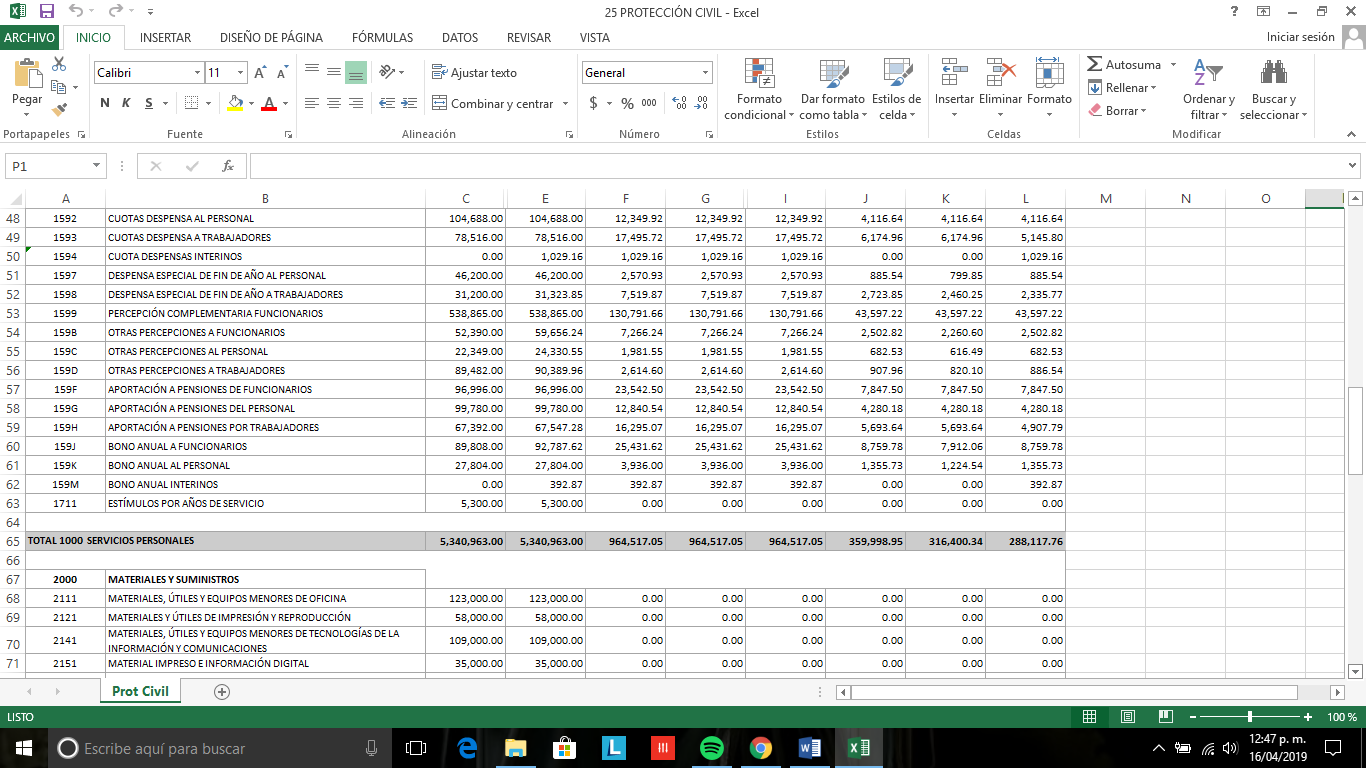 25 PROTECCIÓN CIVIL - Excel
ARCHIVO INICIO INSERTAR DISEÑO DE PÁGINA FÓRMULAS DATOS REVISAR VISTA Iniciar sesión
Pegar
Calibri 11
N K S
Ajustar texto
Combinar y centrar
General
$ % 000
Formato condicional
Dar formato como tabla
Estilos de celda
Insertar Eliminar Formato
Autosuma
Rellenar
Borrar
Ordenar y filtrar
Buscar y seleccionar
Portapapeles Fuente Alineación Número Estilos Celdas Modificar
P1 fx
A B C E F G I J K L M N O
48 1592 CUOTAS DESPENSA AL PERSONAL 104,688.00 104,688.00 12,349.92 12,349.92 12,349.92 4,116.64 4,116.64 4,116.64
49 1593 CUOTAS DESPENSA A TRABAJADORES 78,516.00 78,516.00 17,495.72 17,495.72 17,495.72 6,174.96 6,174.96 5,145.80
50 1594 CUOTA DESPENSAS INTERINOS 0.00 1,029.16 1,029.16 1,029.16 1,029.16 0.00 0.00 1,029.16
51 1597 DESPENSA ESPECIAL DE FIN DE AÑO AL PERSONAL 46,200.00 46,200.00 2,570.93 2,570.93 2,570.93 885.54 799.85 885.54
52 1598 DESPENSA ESPECIAL DE FIN DE AÑO A TRABAJADORES 31,200.00 31,323.85 7,519.87 7,519.87 7,519.87 2,723.85 2,460.25 2,335.77
53 1599 PERCEPCIÓN COMPLEMENTARIA FUNCIONARIOS 538,865.00 538,865.00 130,791.66 130,791.66 130,791.66 43,597.22 43,597.22 43,597.22
54 159B OTRAS PERCEPCIONES A FUNCIONARIOS 52,390.00 59,656.24 7,266.24 7,266.24 7,266.24 2,502.82 2,260.60 2,502.82
55 159C OTRAS PERCEPCIONES AL PERSONAL 22,349.00 24,330.55 1,981.55 1,981.55 1,981.55 682.53 616.49 682.53
56 159D OTRAS PERCEPCIONES A TRABAJADORES 89,482.00 90,389.96 2,614.60 2,614.60 2,614.60 907.96 820.10 886.54
57 159F APORTACIÓN A PENSIONES DE FUNCIONARIOS 96,996.00 96,996.00 23,542.50 23,542.50 23,542.50 7,847.50 7,847.50 7,847.50
58 159G APORTACIÓN A PENSIONES DEL PERSONAL 99,780.00 99,780.00 12,840.54 12,840.54 12,840.54 4,280.18 4,280.18 4,280.18
59 159H APORTACIÓN A PENSIONES POR TRABAJADORES 67,392.00 67,547.28 16,295.07 16,295.07 16,295.07 5,693.64 5,693.64 4,907.79
60 159J BONO ANUAL A FUNCIONARIOS 89,808.00 92,787.62 25,431.62 25,431.62 25,431.62 8,759.78 7,912.06 8,759.78
61 159K BONO ANUAL AL PERSONAL 27,804.00 27,804.00 3,936.00 3,936.00 3,936.00 1,355.73 1,224.54 1,355.73
62 159M BONO ANUAL INTERINOS 0.00 392.87 392.87 392.87 392.87 0.00 0.00 392.87
63 1711 ESTÍMULOS POR AÑOS DE SERVICIO 5,300.00 5,300.00 0.00 0.00 0.00 0.00 0.00 0.00
64
65 TOTAL 1000 SERVICIOS PERSONALES 5,340,963.00 5,340,963.00 964,517.05 964,517.05 964,517.05 359,998.95 316,400.34 288,117.76
66
67 2000 MATERIALES Y SUMINISTROS
68 2111 MATERIALES, ÚTILES Y EQUIPOS MENORES DE OFICINA 123,000.00 123,000.00 0.00 0.00 0.00 0.00 0.00 0.00
69 2121 MATERIALES Y ÚTILES DE IMPRESIÓN Y REPRODUCCIÓN 58,000.00 58,000.00 0.00 0.00 0.00 0.00 0.00 0.00
70 2141 MATERIALES, ÚTILES Y EQUIPOS MENORES DE TECNOLOGÍAS DE LA INFORMACIÓN Y COMUNICACIONES 109,000.00 109,000.00 0.00 0.00 0.00 0.00 0.00 0.00
71 2151 MATERIAL IMPRESO E INFORMACIÓN DIGITAL 35,000.00 35,000.00 0.00 0.00 0.00 0.00 0.00 0.00
Prot Civil
LISTO 100 %
Escribe aquí para buscar
12:47 p. m.
16/04/2019